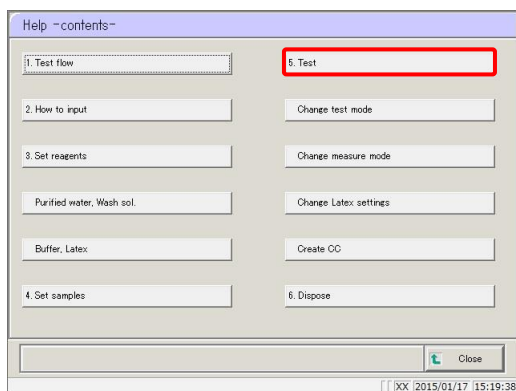 Help -contents-
1. Test flow
2. How to input
3. Set reagents
Purified water, Wash sol.
Buffer, Latex
4. Set samples
5. Test
Change test mode
Change measure mode
Change Latex settings
Create CC
6. Dispose
Close
XX 2015/01/17 15:19:38